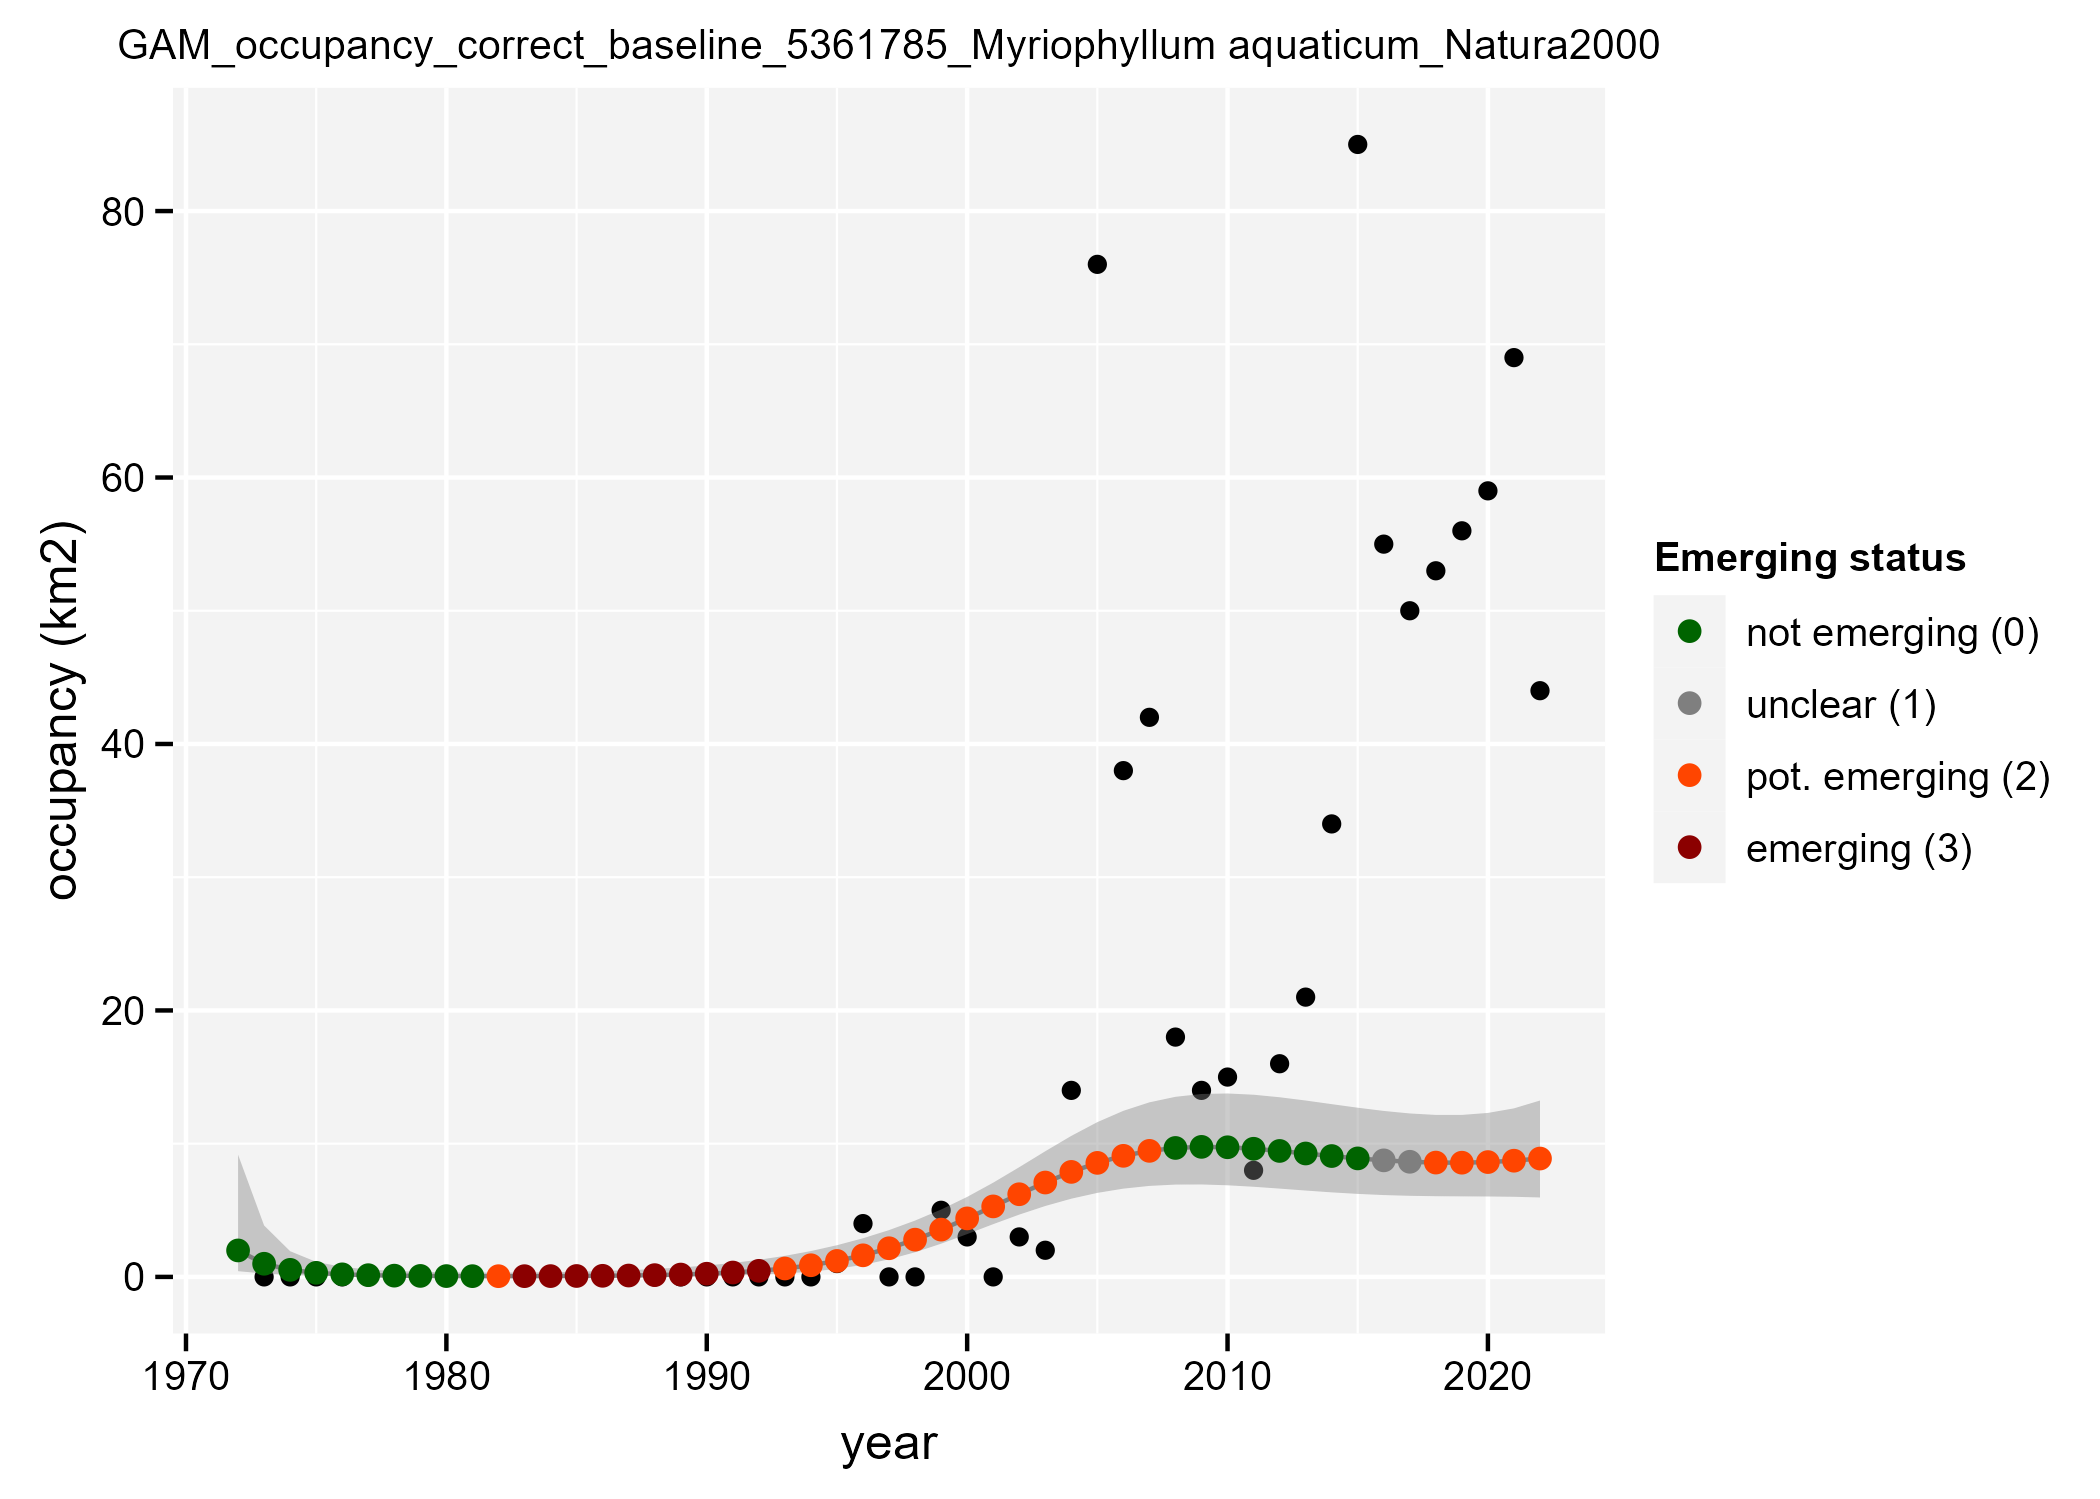 GAM_occupancy_correct_baseline_5361785_Myriophyllum aquaticum_Natura2000
80
60
40
20
0
occupancy (km2)
1970 1980 1990 2000 2010 2020
year
Emerging status
not emerging (0)
unclear (1)
pot. emerging (2)
emerging (3)